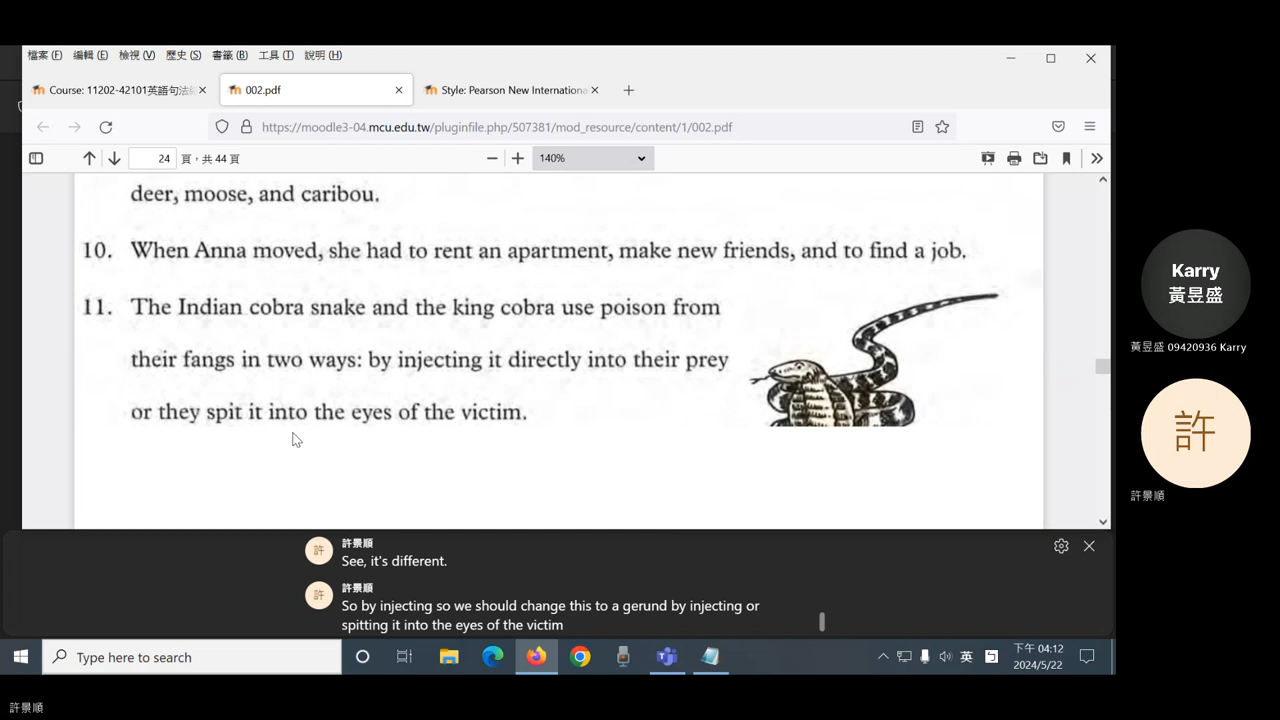 檔案 (F) 編輯 (E) 檢視 (V) 歷史 (S) 書籤 (B) 工具 (T) 說明 (H)
Course: 11202-42101英語句法
002.pdf
Style: Pearson New Internationa
https://moodle3-04.mcu.edu.tw/pluginfile.php/507381/mod_resource/content/1/002.pdf
24 頁，共 44 頁
140%
deer, moose, and caribou.
10. When Anna moved, she had to rent an apartment, make new friends, and to find a job.
11. The Indian cobra snake and the king cobra use poison from
their fangs in two ways: by injecting it directly into their prey
or they spit it into the eyes of the victim.
Karry
黃昱盛
黃昱盛 09420936 Karry
許
許景順
許 許景順
See, it's different.
許 許景順
So by injecting so we should change this to a gerund by injecting or
spitting it into the eyes of the victim
Type here to search
英
下午 04:12
2024/5/22
許景順